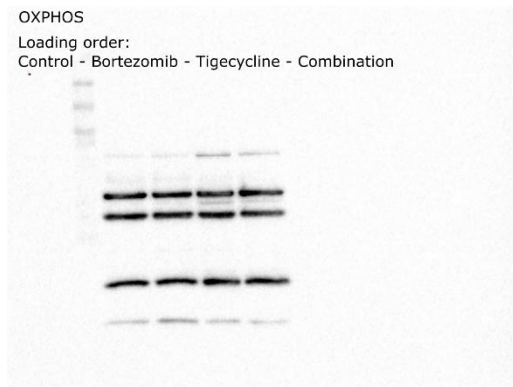 OXPHOS
Loading order:
Control - Bortezomib - Tigecycline - Combination